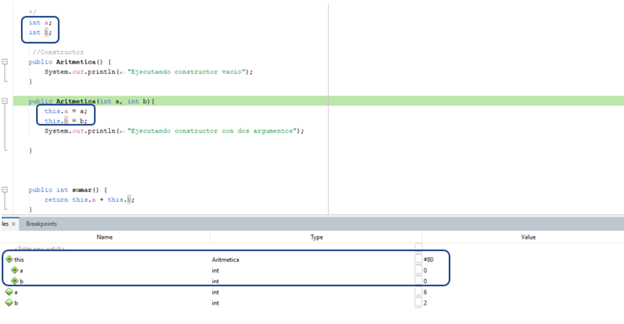 */
int a;
int b;
//Constructor
public Aritmetica() {
System.out.println("Ejecutando constructor vacio");
}
public Aritmetica(int a, int b){
this.a = a;
this.b = b;
System.out.println("Ejecutando constructor con dos argumentos");
}
public int sumar() {
return this.a + this.b;
}
les × Breakpoints
Name Type Value
<Enter new watch>
this Aritmetica #80
a int 0
b int 0
a int 6
b int 2